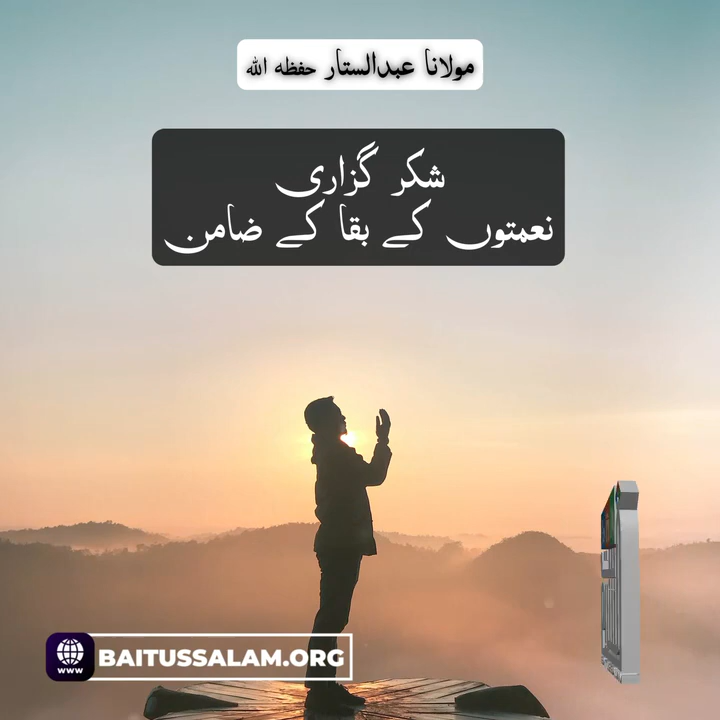 مولانا عبدالستار حفظہ اللہ
شکر گزاری
نعمتوں کے بقا کے ضامن
WWW
BAITUSSALAM.ORG